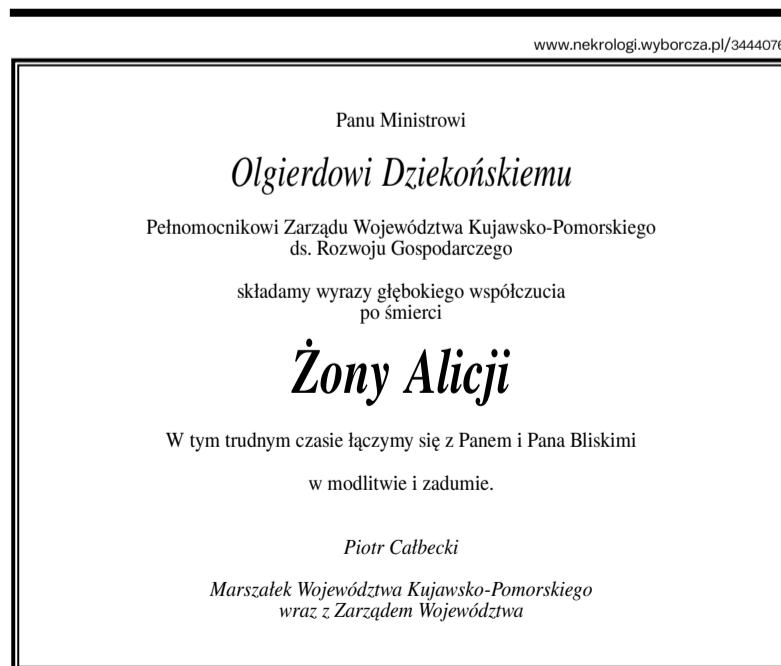 www.nekrologi.wyborcza.pl/3444076
Panu Ministrowi
Olgierdowi Dziekońskiemu
Pełnomocnikowi Zarządu Województwa Kujawsko-Pomorskiego
ds. Rozwoju Gospodarczego
składamy wyrazy głębokiego współczucia
po śmierci
Żony Alicji
W tym trudnym czasie łączymy się z Panem i Pana Bliskimi
w modlitwie i zadumie.
Piotr Całbecki
Marszałek Województwa Kujawsko-Pomorskiego
wraz z Zarządem Województwa